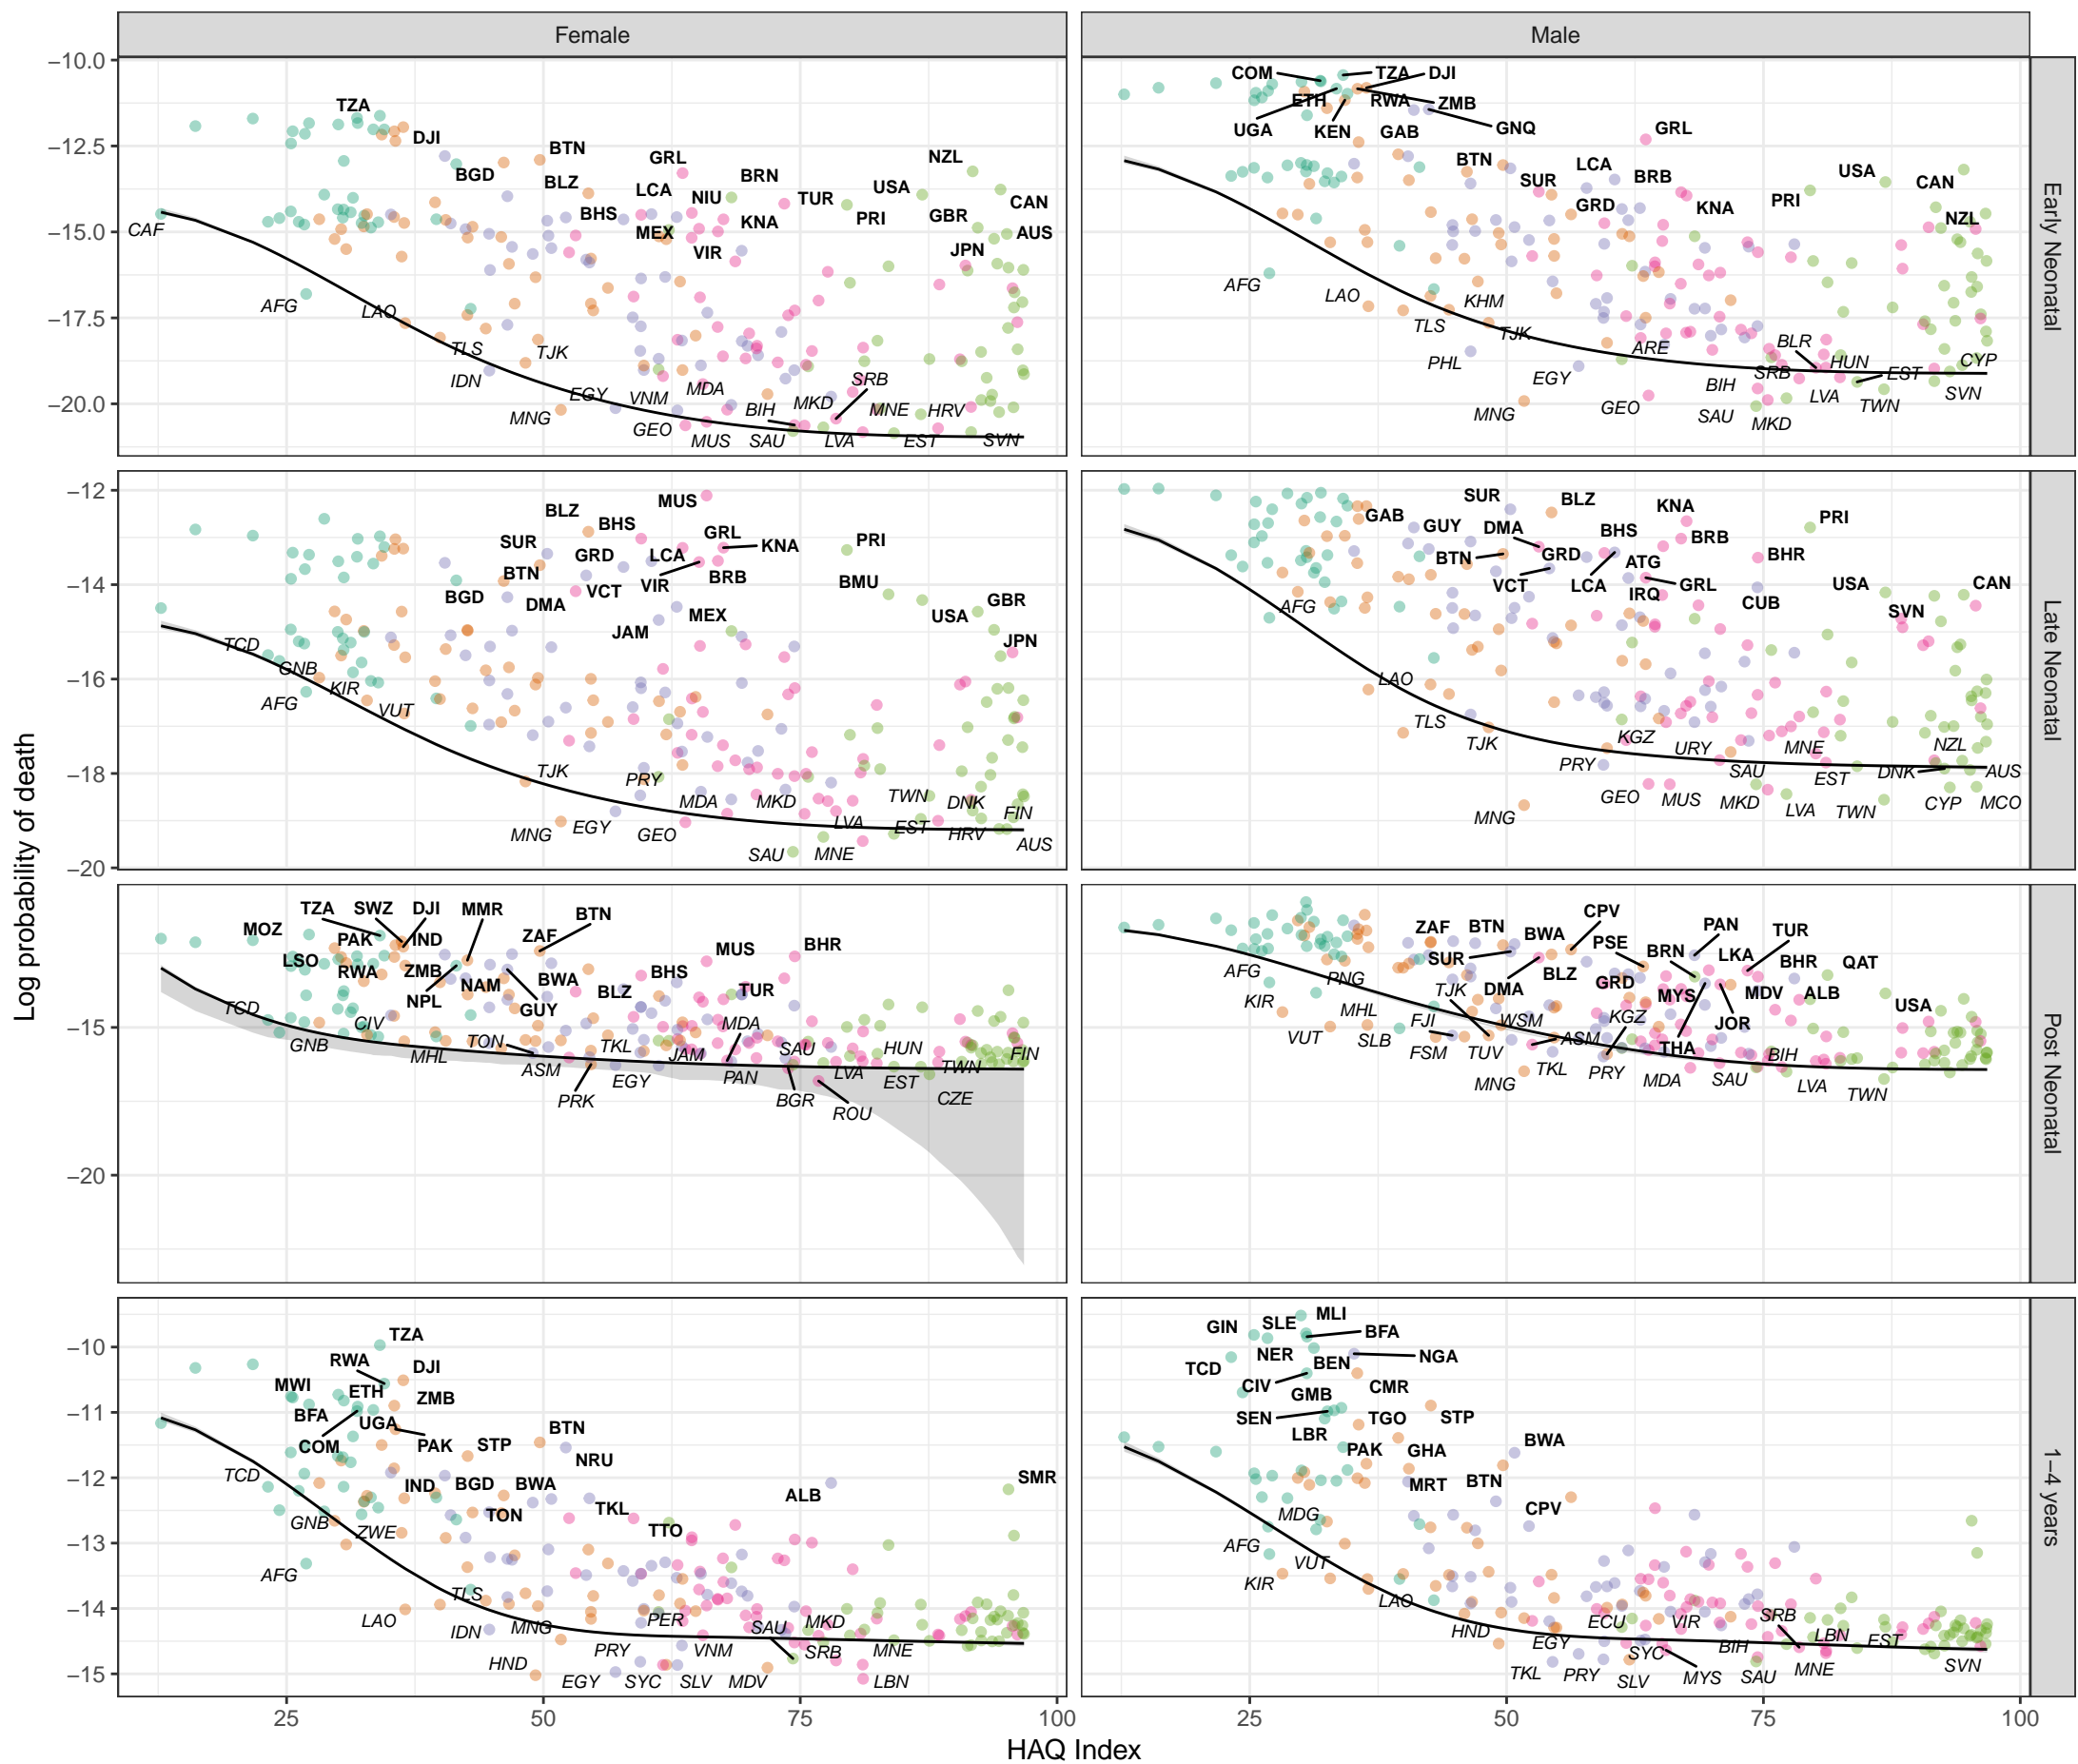 Female
Male
−10.0
−12.5
−15.0
−17.5
−20.0
TZA
DJI
BTN
BGD
BLZ
GRL
BRN
NZL
LCA
NIU
TUR
USA
CAN
BHS
KNA
PRI
GBR
MEX
VIR
AUS
JPN
CAF
AFG
LAO
TLS
TJK
IDN
EGY
MNG
VNM
MDA
SRB
GEO
BIH
MKD
MNE
HRV
MUS
SAU
LVA
EST
SVN
COM
TZA
DJI
ETH
RWA
ZMB
UGA
KEN
GAB
GNQ
GRL
BTN
LCA
USA
SUR
BRB
CAN
GRD
KNA
PRI
NZL
AFG
LAO
KHM
TLS
TJK
PHL
ARE
BLR
HUN
CYP
EGY
BIH
SRB
EST
MNG
GEO
SAU
LVA
TWN
SVN
MKD
Early Neonatal
−12
−14
−16
−18
−20
MUS
BLZ
BHS
GRL
KNA
PRI
SUR
GRD
LCA
BTN
VIR
BRB
BMU
BGD
DMA
VCT
MEX
USA
GBR
JAM
JPN
TCD
GNB
KIR
AFG
VUT
TJK
PRY
MDA
MKD
TWN
DNK
FIN
MNG
EGY
GEO
LVA
EST
HRV
AUS
SAU
MNE
SUR
BLZ
KNA
PRI
GAB
GUY
DMA
BHS
BRB
BTN
GRD
ATG
BHR
VCT
LCA
IRQ
GRL
USA
CAN
CUB
SVN
AFG
LAO
TLS
TJK
KGZ
URY
MNE
NZL
PRY
SAU
EST
DNK
AUS
GEO
MUS
MKD
LVA
TWN
CYP
MCO
MNG
Late Neonatal
−15
−20
TZA
SWZ
DJI
MMR
BTN
MOZ
PAK
IND
ZAF
BHR
LSO
RWA
ZMB
NAM
BWA
BHS
MUS
NPL
GUY
BLZ
TUR
TCD
CIV
GNB
MHL
TON
TKL
JAM
MDA
SAU
HUN
FIN
ASM
EGY
PAN
LVA
EST
TWN
PRK
BGR
ROU
CZE
ZAF
BTN
BWA
CPV
PAN
TUR
SUR
PSE
BRN
LKA
BHR
QAT
DMA
BLZ
GRD
MYS
MDV
ALB
USA
JOR
THA
AFG
PNG
KIR
TJK
MHL
VUT
SLB
FJI
WSM
KGZ
FSM
TUV
ASM
BIH
MNG
TKL
PRY
MDA
SAU
LVA
TWN
Post Neonatal
−10
−11
−12
−13
−14
−15
TZA
RWA
DJI
MWI
ETH
ZMB
BFA
UGA
COM
PAK
STP
BTN
NRU
IND
BGD
BWA
TON
TKL
TTO
ALB
SMR
TCD
GNB
ZWE
AFG
TLS
LAO
IDN
MNG
PER
SAU
MKD
HND
PRY
VNM
SRB
MNE
EGY
SYC
SLV
MDV
LBN
GIN
SLE
MLI
BFA
TCD
NER
BEN
NGA
CIV
GMB
CMR
SEN
TGO
STP
LBR
PAK
GHA
BWA
MRT
BTN
CPV
MDG
AFG
VUT
KIR
LAO
HND
EGY
ECU
VIR
SRB
LBN
EST
SYC
BIH
TKL
PRY
SLV
MYS
SAU
MNE
SVN
1−4 years
25
50
75
100
25
50
75
100
HAQ Index
Log probability of death